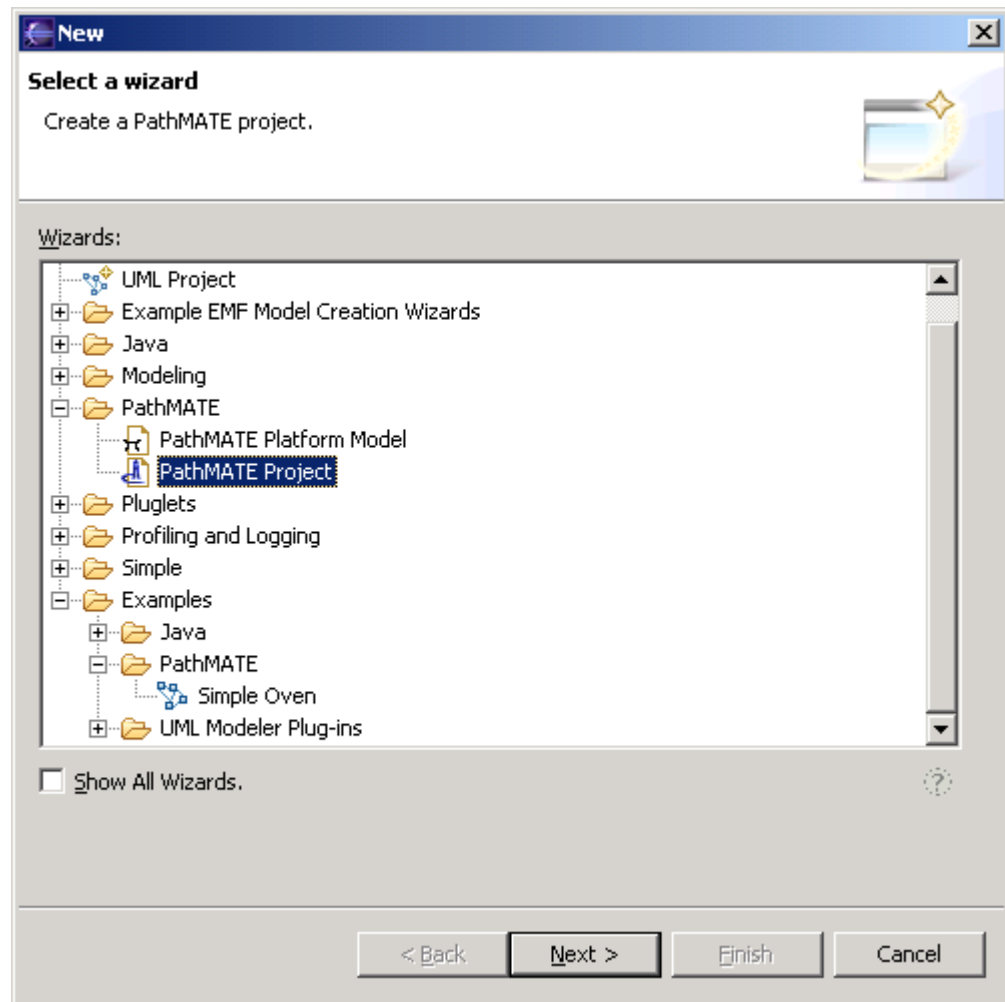 New
Select a wizard
Create a PathMATE project.
Wizards:
UML Project
Example EMF Model Creation Wizards
Java
Modeling
PathMATE
PathMATE Platform Model
PathMATE Project
Pluglets
Profiling and Logging
Simple
Examples
Java
PathMATE
Simple Oven
UML Modeler Plug-ins
Show All Wizards.
?
< Back Next > Finish Cancel